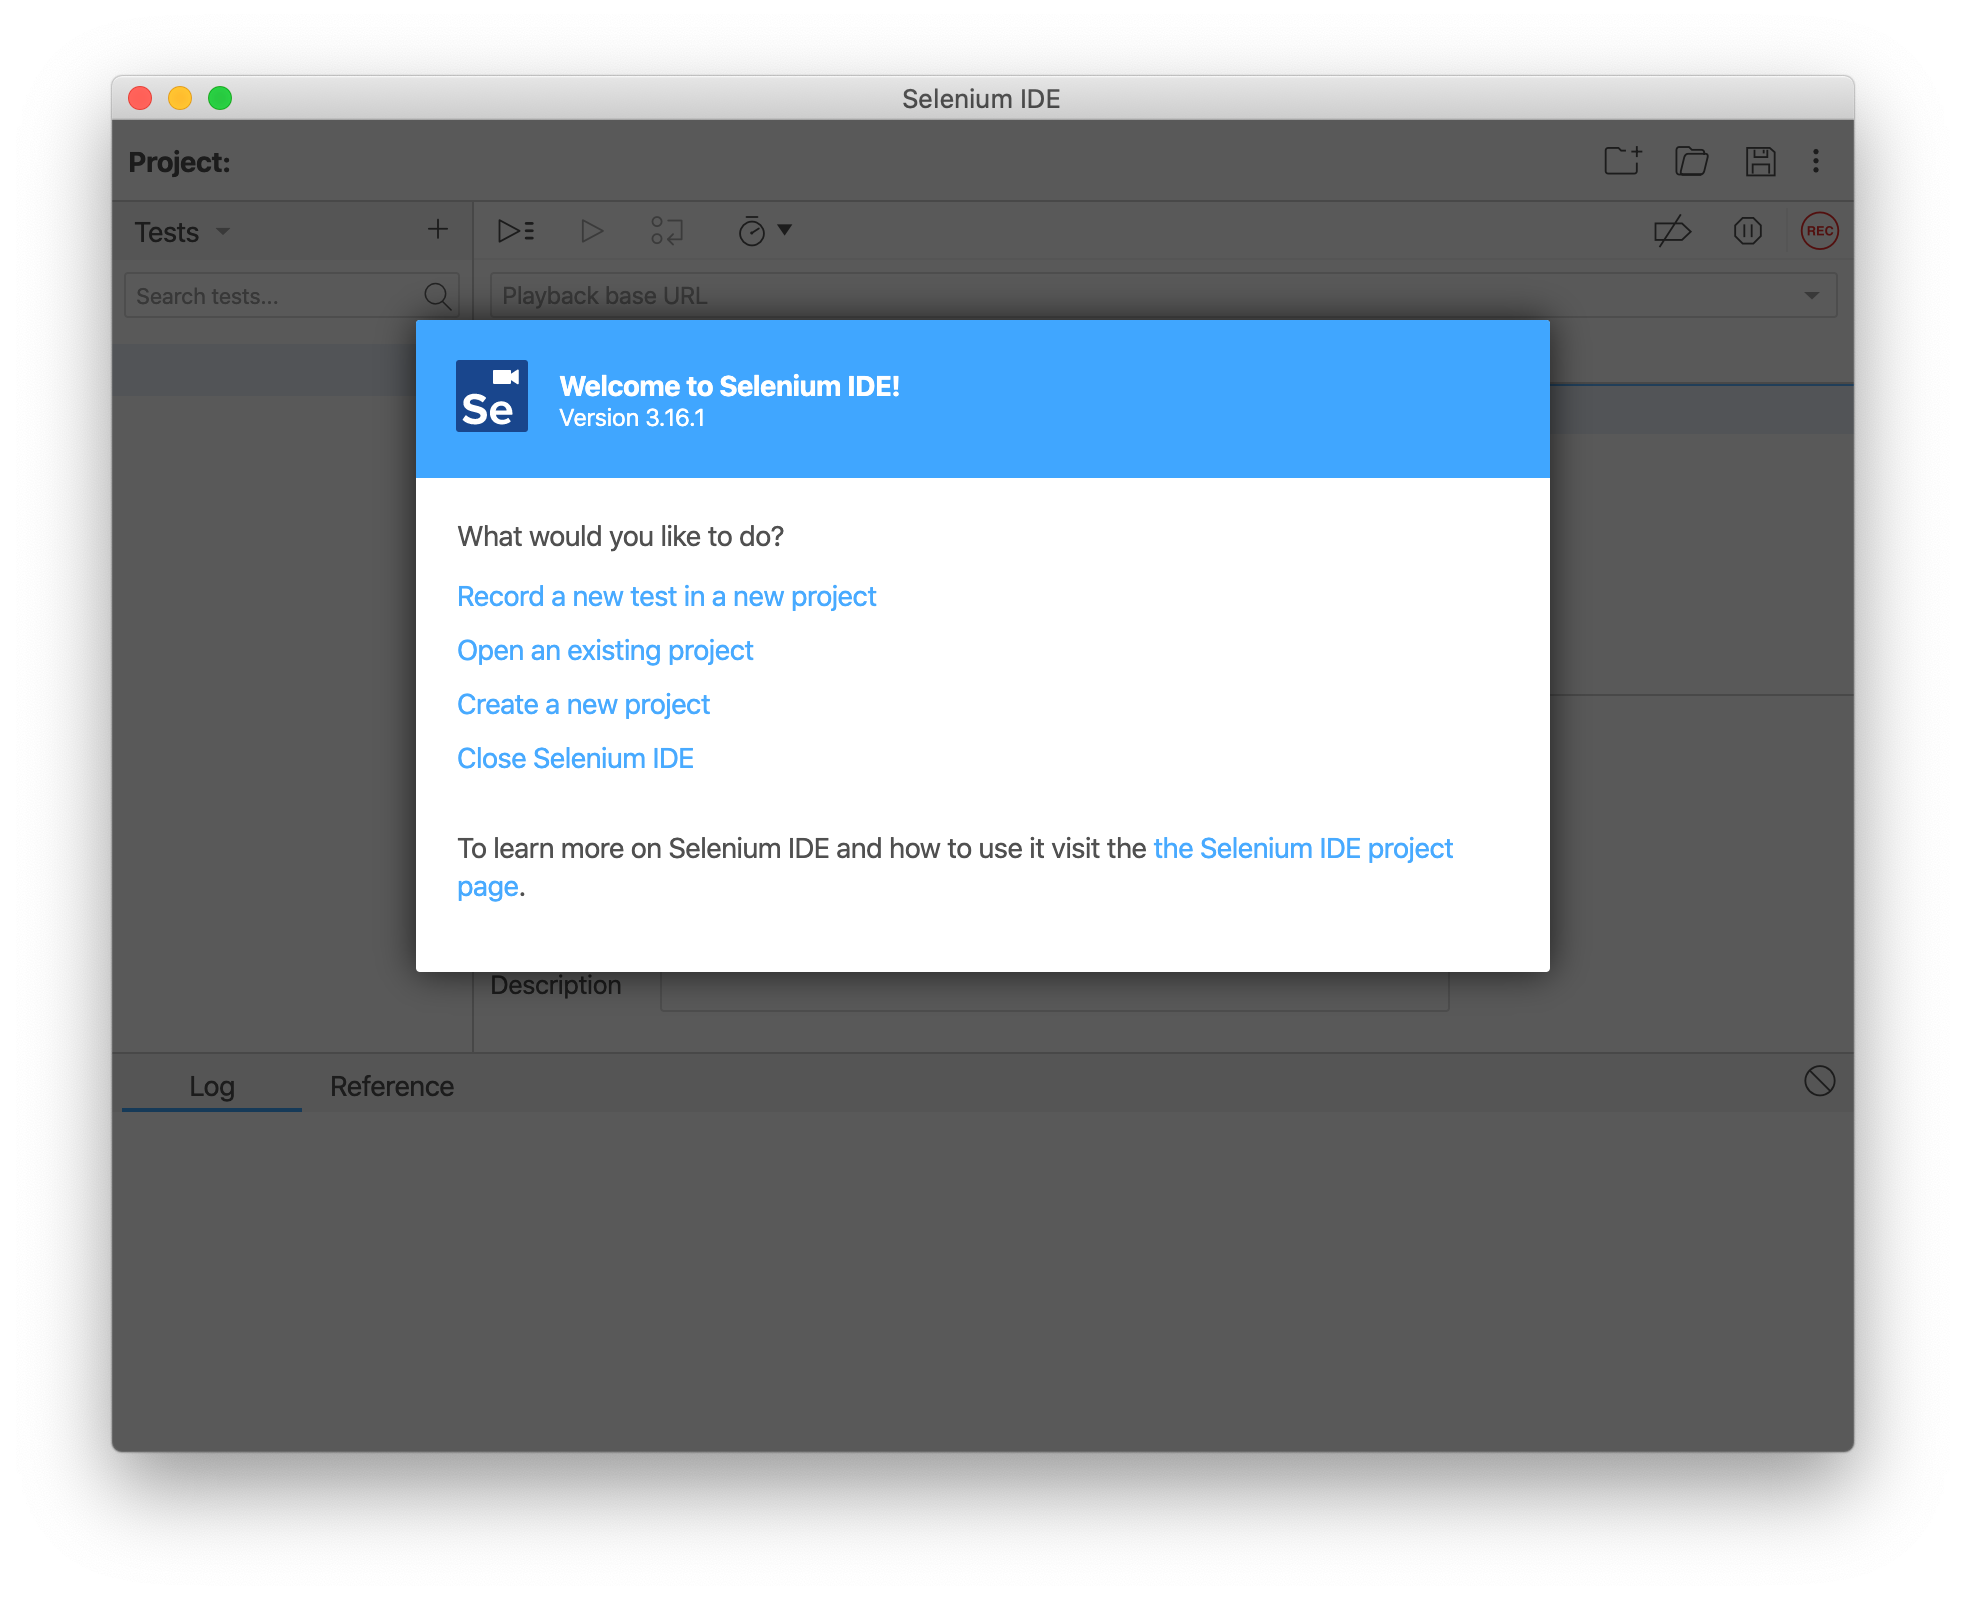 Selenium IDE
Project:
Tests
REC
Search tests...
Playback base URL
Se
Welcome to Selenium IDE!
Version 3.16.1
What would you like to do?
Record a new test in a new project
Open an existing project
Create a new project
Close Selenium IDE
To learn more on Selenium IDE and how to use it visit the the Selenium IDE project
page.
Description
Log
Reference